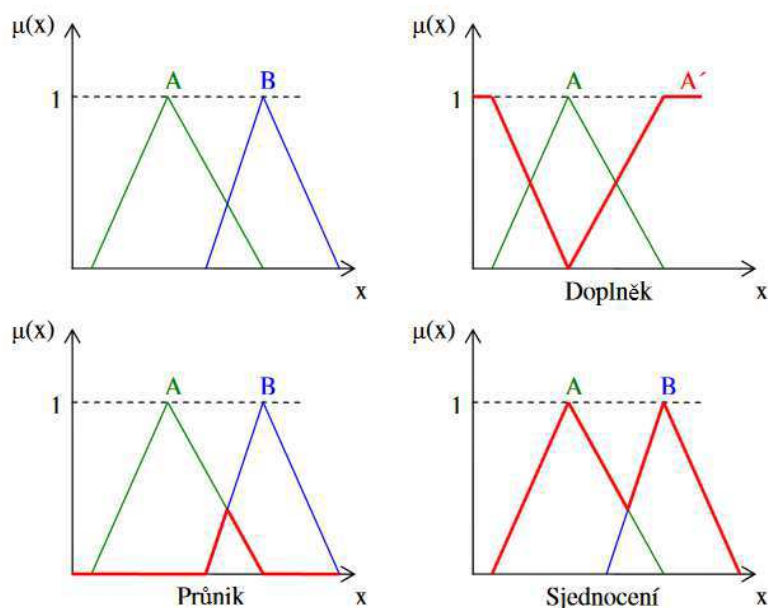 μ(x)
A
B
1
x
μ(x)
A
A´
1
x
Doplněk
μ(x)
A
B
1
x
Průnik
μ(x)
A
B
1
x
Sjednocení